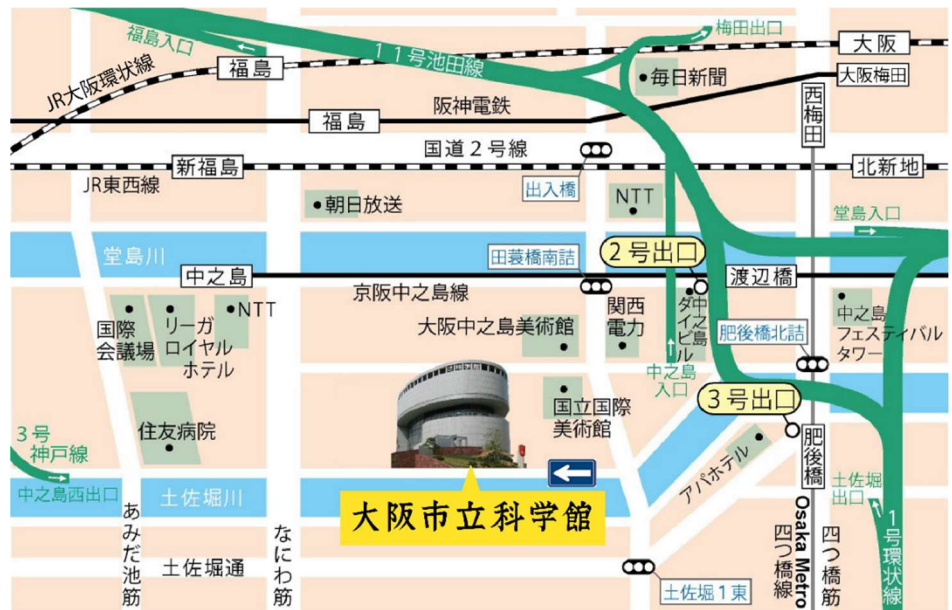 福島入口
梅田出口
11号池田線
大阪
JR大阪環状線
福島
毎日新聞
大阪梅田
阪神電鉄
西梅田
福島
国道2号線
新福島
北新地
JR東西線
出入橋
NTT
朝日放送
堂島入口
堂島川
田蓑橋南詰
2号出口
中之島
渡辺橋
京阪中之島線
NTT
国際
会議場
リーガ
ロイヤル
ホテル
大阪中之島美術館
関西
電力
中之島
ダイビル
中之島
フェスティバル
タワー
肥後橋北詰
中之島
入口
3号出口
国立国際
美術館
住友病院
3号
神戸線
肥後橋
アパホテル
中之島西出口
土佐堀川
土佐堀
出口
大阪市立科学館
あみだ池筋
なにわ筋
土佐堀通
土佐堀1東
Osaka Metro
四つ橋線
四つ橋筋
1号環状線